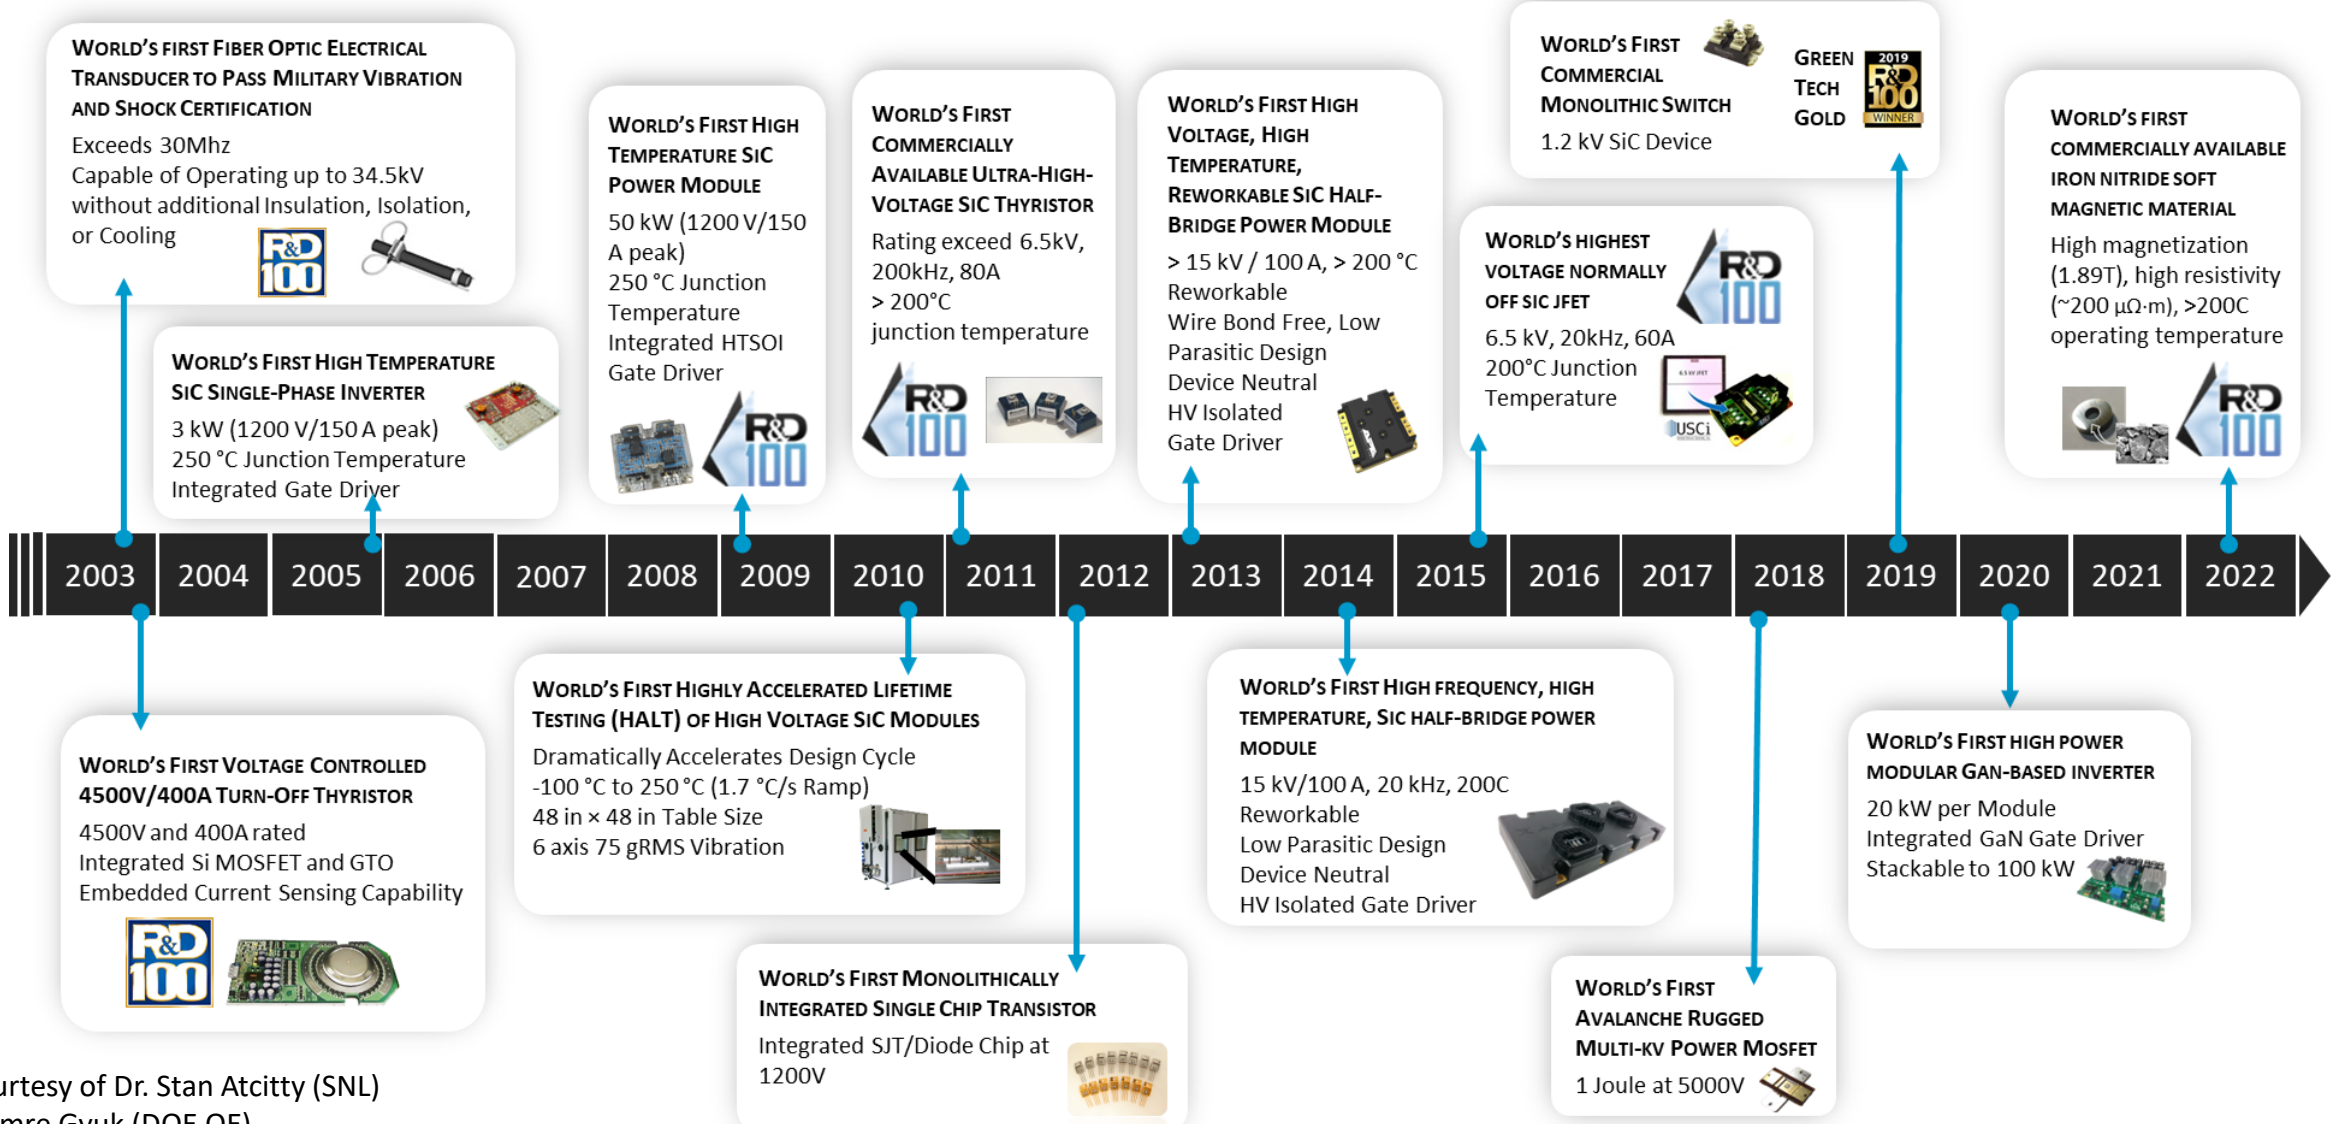 WORLD'S FIRST FIBER OPTIC ELECTRICAL
TRANSDUCER TO PASS MILITARY VIBRATION
AND SHOCK CERTIFICATION
Exceeds 30Mhz
Capable of Operating up to 34.5kV
without additional Insulation, Isolation,
or Cooling
R&D
100
WORLD'S FIRST HIGH TEMPERATURE
SIC SINGLE-PHASE INVERTER
3 kW (1200 V/150 A peak)
250 °C Junction Temperature
Integrated Gate Driver
WORLD'S FIRST HIGH
TEMPERATURE SIC
POWER MODULE
50 kW (1200 V/150
A peak)
250 °C Junction
Temperature
Integrated HTSOI
Gate Driver
R&D
100
WORLD'S FIRST
COMMERCIALLY
AVAILABLE ULTRA-HIGH-
VOLTAGE SIC THYRISTOR
Rating exceed 6.5kV,
200kHz, 80A
> 200°C
junction temperature
R&D
100
WORLD'S FIRST HIGH
VOLTAGE, HIGH
TEMPERATURE,
REWORKABLE SIC HALF-
BRIDGE POWER MODULE
> 15 kV / 100 A, > 200 °C
Reworkable
Wire Bond Free, Low
Parasitic Design
Device Neutral
HV Isolated
Gate Driver
WORLD'S FIRST
COMMERCIAL
MONOLITHIC SWITCH
1.2 kV SiC Device
GREEN
TECH
GOLD
2019
R&D
100
WINNER
WORLD'S HIGHEST
VOLTAGE NORMALLY
OFF SIC JFET
6.5 kV, 20kHz, 60A
200°C Junction
Temperature
R&D
100
6.5 kV JFET
USCi
WORLD'S FIRST
COMMERCIALLY AVAILABLE
IRON NITRIDE SOFT
MAGNETIC MATERIAL
High magnetization
(1.89T), high resistivity
(~200 μΩ·m), >200C
operating temperature
R&D
100
2003 2004 2005 2006 2007 2008 2009 2010 2011 2012 2013 2014 2015 2016 2017 2018 2019 2020 2021 2022
WORLD'S FIRST VOLTAGE CONTROLLED
4500V/400A TURN-OFF THYRISTOR
4500V and 400A rated
Integrated Si MOSFET and GTO
Embedded Current Sensing Capability
R&D
100
WORLD'S FIRST HIGHLY ACCELERATED LIFETIME
TESTING (HALT) OF HIGH VOLTAGE SIC MODULES
Dramatically Accelerates Design Cycle
-100 °C to 250 °C (1.7 °C/s Ramp)
48 in × 48 in Table Size
6 axis 75 gRMS Vibration
WORLD'S FIRST MONOLITHICALLY
INTEGRATED SINGLE CHIP TRANSISTOR
Integrated SJT/Diode Chip at
1200V
WORLD'S FIRST HIGH FREQUENCY, HIGH
TEMPERATURE, SIC HALF-BRIDGE POWER
MODULE
15 kV/100 A, 20 kHz, 200C
Reworkable
Low Parasitic Design
Device Neutral
HV Isolated Gate Driver
WORLD'S FIRST
AVALANCHE RUGGED
MULTI-KV POWER MOSFET
1 Joule at 5000V
WORLD'S FIRST HIGH POWER
MODULAR GAN-BASED INVERTER
20 kW per Module
Integrated GaN Gate Driver
Stackable to 100 kW
urtesy of Dr. Stan Atcitty (SNL)
mre Gyuk (DOE OE)